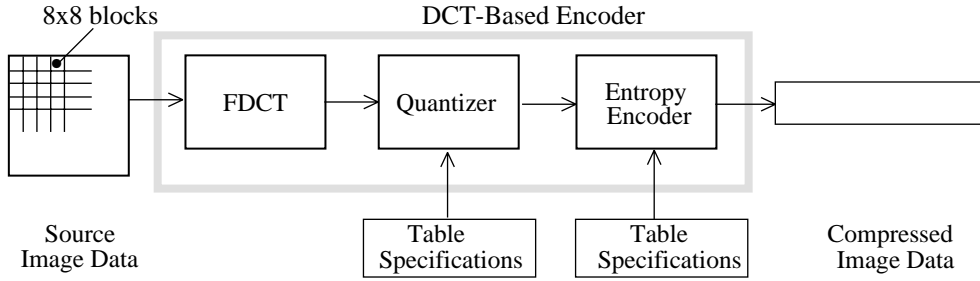 8x8 blocks
DCT-Based Encoder
FDCT
Quantizer
Entropy
Encoder
Source
Image Data
Table
Specifications
Table
Specifications
Compressed
Image Data